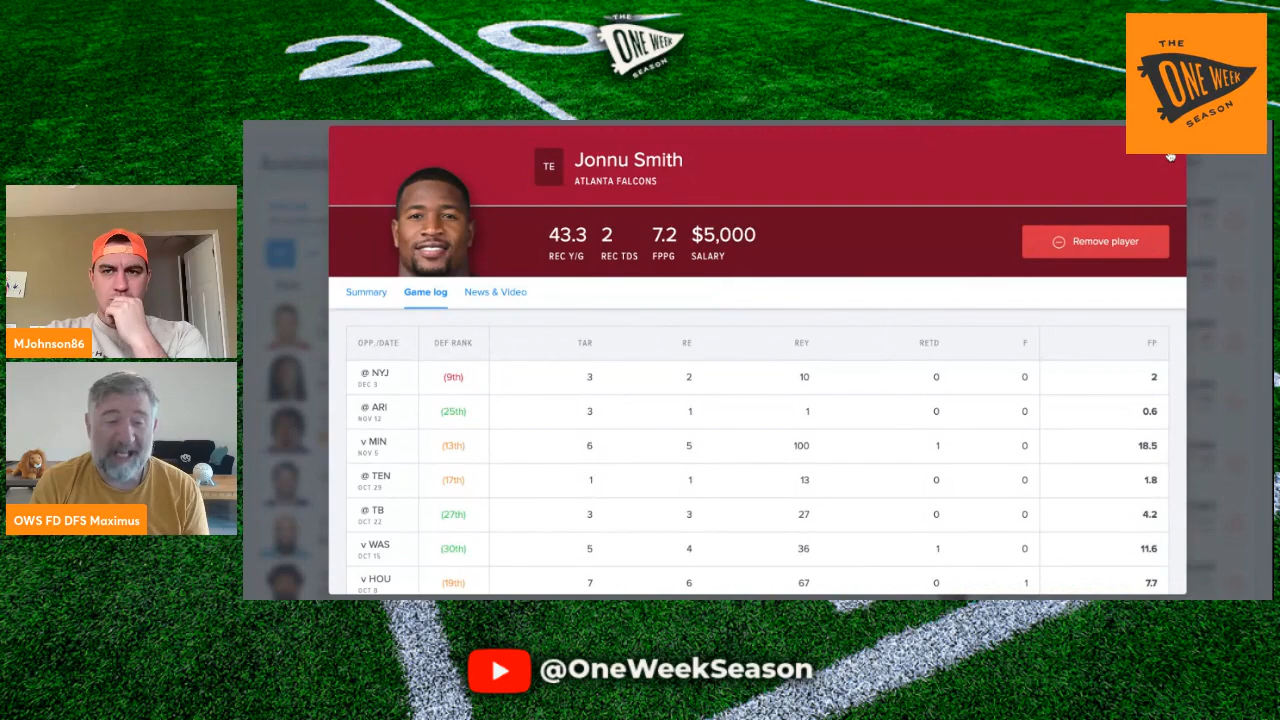 2 0
THE
ONE WEEK
SEASON
THE
ONE WEEK
SEASON
TE
Jonnu Smith
ATLANTA FALCONS
43.3 2 7.2 $5,000
REC Y/G REC TDS FPPG SALARY
Remove player
Summary Game log News & Video
OPP./DATE DEF RANK TAR RE REY RETD F FP
@ NYJ (9th) 3 2 10 0 0 2
DEC 3
@ ARI (25th) 3 1 1 0 0 0.6
NOV 12
v MIN (13th) 6 5 100 1 0 18.5
NOV 5
@ TEN (17th) 1 1 13 0 0 1.8
OCT 29
@ TB (27th) 3 3 27 0 0 4.2
OCT 22
v WAS (30th) 5 4 36 1 0 11.6
OCT 15
v HOU (19th) 7 6 67 0 1 7.7
OCT 8
MJohnson86
OWS FD DFS Maximus
@OneWeekSeason